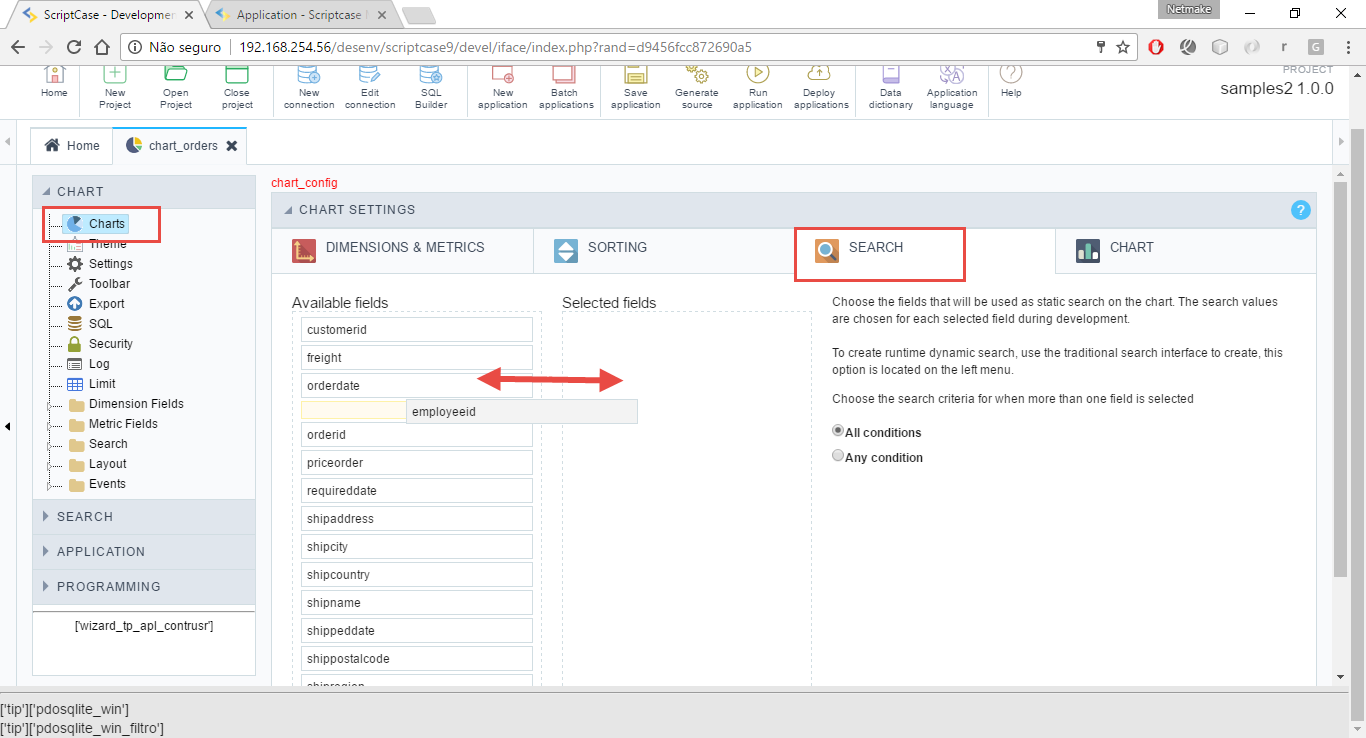 ScriptCase - Developmen
Application - Scriptcase M
Netmake
Não seguro
192.168.254.56/desenv/scriptcase9/devel/iface/index.php?rand=d9456fcc872690a5
Home
New
Project
Open
Project
Close
project
New
connection
Edit
connection
SQL
Builder
New
application
Batch
applications
Save
application
Generate
source
Run
application
Deploy
applications
Data
dictionary
Application
language
Help
PROJECT
samples2 1.0.0
Home
chart_orders
CHART
Charts
Theme
Settings
Toolbar
Export
SQL
Security
Log
Limit
Dimension Fields
Metric Fields
Search
Layout
Events
SEARCH
APPLICATION
PROGRAMMING
['wizard_tp_apl_contrusr']
chart_config
CHART SETTINGS
?
DIMENSIONS & METRICS
SORTING
SEARCH
CHART
Available fields
customerid
freight
orderdate
employeeid
orderid
priceorder
requireddate
shipaddress
shipcity
shipcountry
shipname
shippeddate
shippostalcode
shipregion
Selected fields
Choose the fields that will be used as static search on the chart. The search values
are chosen for each selected field during development.
To create runtime dynamic search, use the traditional search interface to create, this
option is located on the left menu.
Choose the search criteria for when more than one field is selected
All conditions
Any condition
['tip']['pdosqlite_win']
['tip']['pdosqlite_win_filtro']